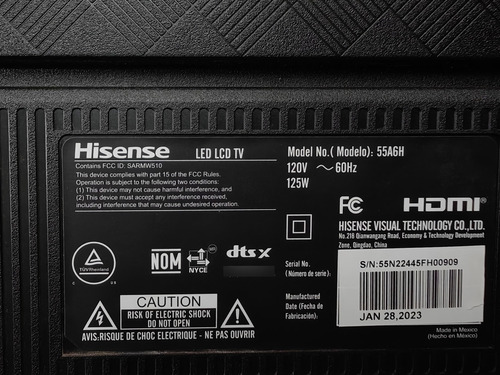 Hisense LED LCD TV
Contains FCC ID: SARMW510
This device complies with part 15 of the FCC Rules.
Operation is subject to the following two conditions:
(1) This device may not cause harmful interference, and
(2) This device must accept any interference received,
including interference that may cause undesired operation.
TÜVRheinland
NOM
NYCE
dts X
CAUTION
RISK OF ELECTRIC SHOCK
DO NOT OPEN
AVIS:RISQUE DE CHOC ELECTRIQUE - NE PAS OUVRIR
Model No.( Modelo): 55A6H
120V ~60Hz
125W
FC HDMI
HISENSE VISUAL TECHNOLOGY CO.,LTD.
No.218 Qianwangang Road, Economy & Technology Development
Zone, Qingdao, China
Serial No.
(Número de serie):
S/N:55N22445FH00909
Manufactured
Date (Fecha de
Fabricación):
JAN 28,2023
Made in Mexico
(Hecho en México)